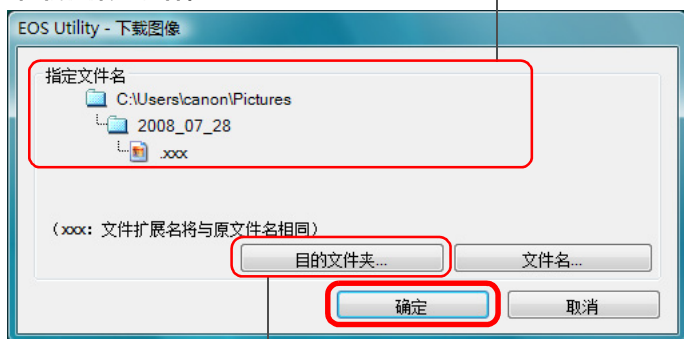 EOS Utility - 下载图像
指定文件名
C:\Users\canon\Pictures
2008_07_28
.xxx
(xxx: 文件扩展名将与原文件名相同)
目的文件夹...
文件名...
确定
取消